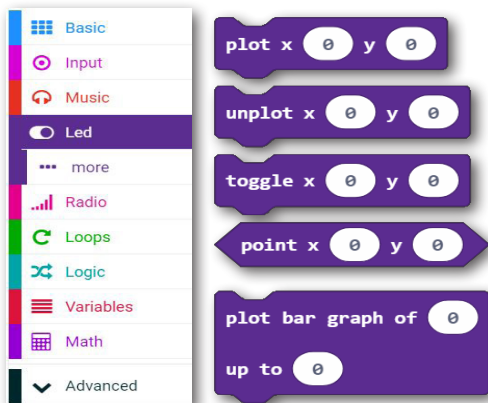 Basic
Input
Music
Led
more
Radio
Loops
Logic
Variables
Math
Advanced
plot x 0 y 0
unplot x 0 y 0
toggle x 0 y 0
point x 0 y 0
plot bar graph of 0
up to 0